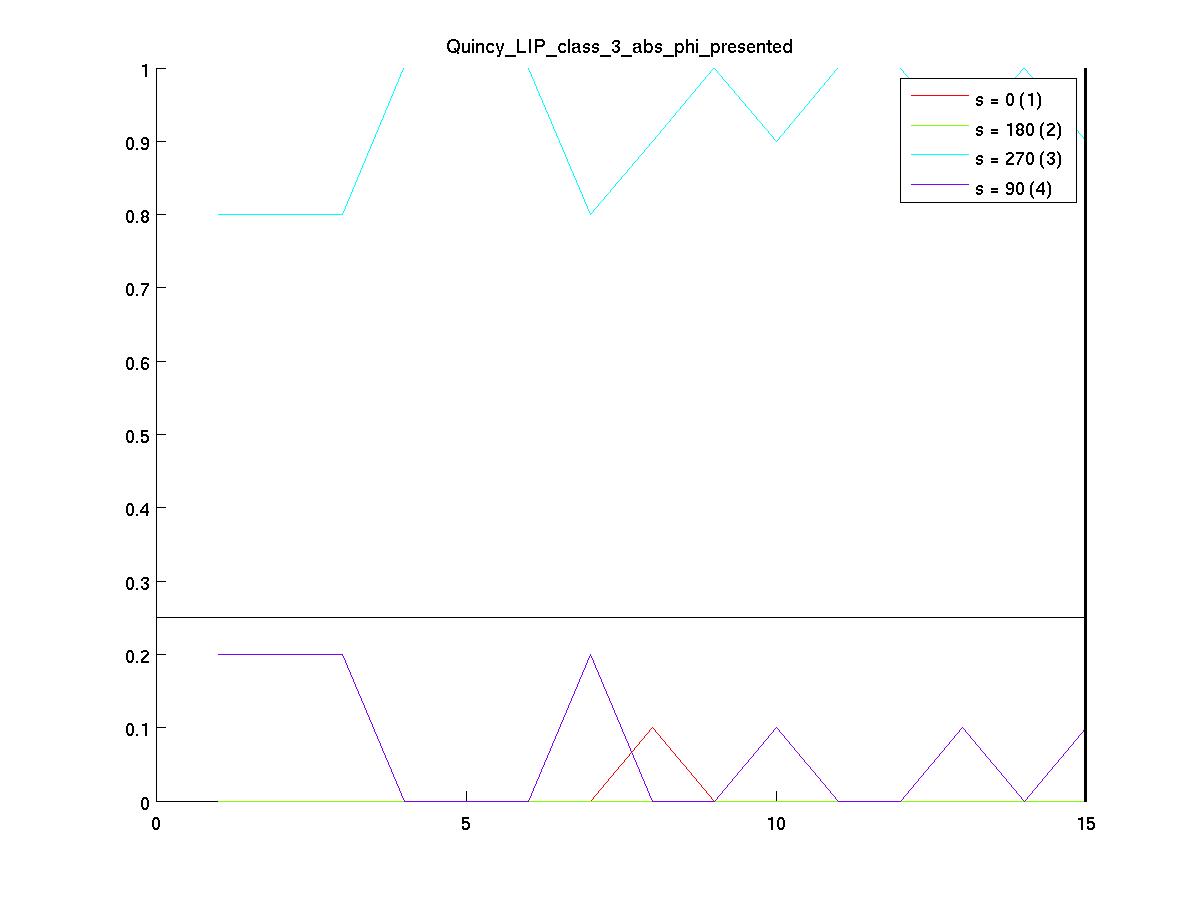 Quincy_LIP_class_3_abs_phi_presented
1
0.9
0.8
0.7
0.6
0.5
0.4
0.3
0.2
0.1
0
s = 0 (1)
s = 180 (2)
s = 270 (3)
s = 90 (4)
0 5 10 15